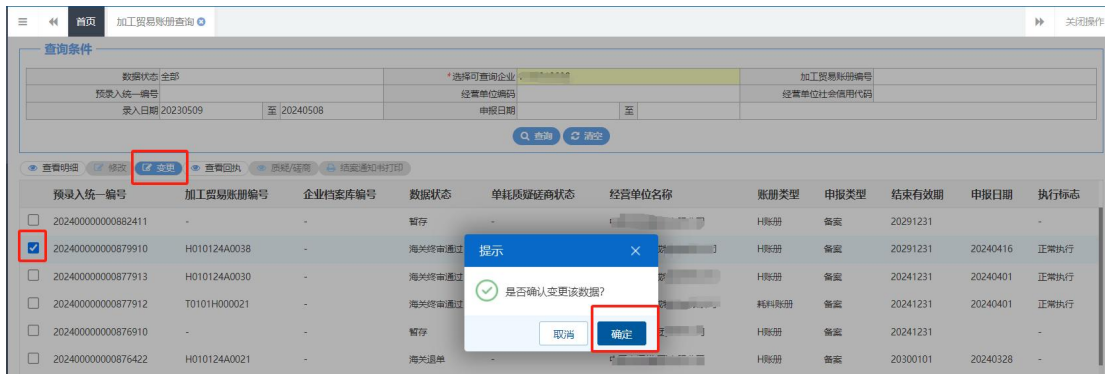 首页 加工贸易账册查询 关闭操作
查询条件
数据状态 全部 *选择可查询企业 加工贸易账册编号
预录入统一编号 经营单位编码 经营单位社会信用代码
录入日期 20230509 至 20240508 申报日期 至
查询 清空
查看明细 修改 变更 查看回执 质疑/磋商 结案通知书打印
预录入统一编号 加工贸易账册编号 企业档案库编号 数据状态 单耗质疑磋商状态 经营单位名称 账册类型 申报类型 结束有效期 申报日期 执行标志
202400000000882411 - - 暂存 H账册 备案 20291231 -
202400000000879910 H010124A0038 - 海关终审通过 H账册 备案 20291231 20240416 正常执行
202400000000877913 H010124A0030 - 海关终审通过 H账册 备案 20241231 20240401 正常执行
202400000000877912 T0101H000021 - 海关终审通过 耗料账册 备案 20241231 20240401 正常执行
202400000000876910 - - 暂存 H账册 备案 20241231 -
202400000000876422 H010124A0021 - 海关退单 - H账册 备案 20300101 20240328 -
提示
是否确认变更该数据?
取消 确定